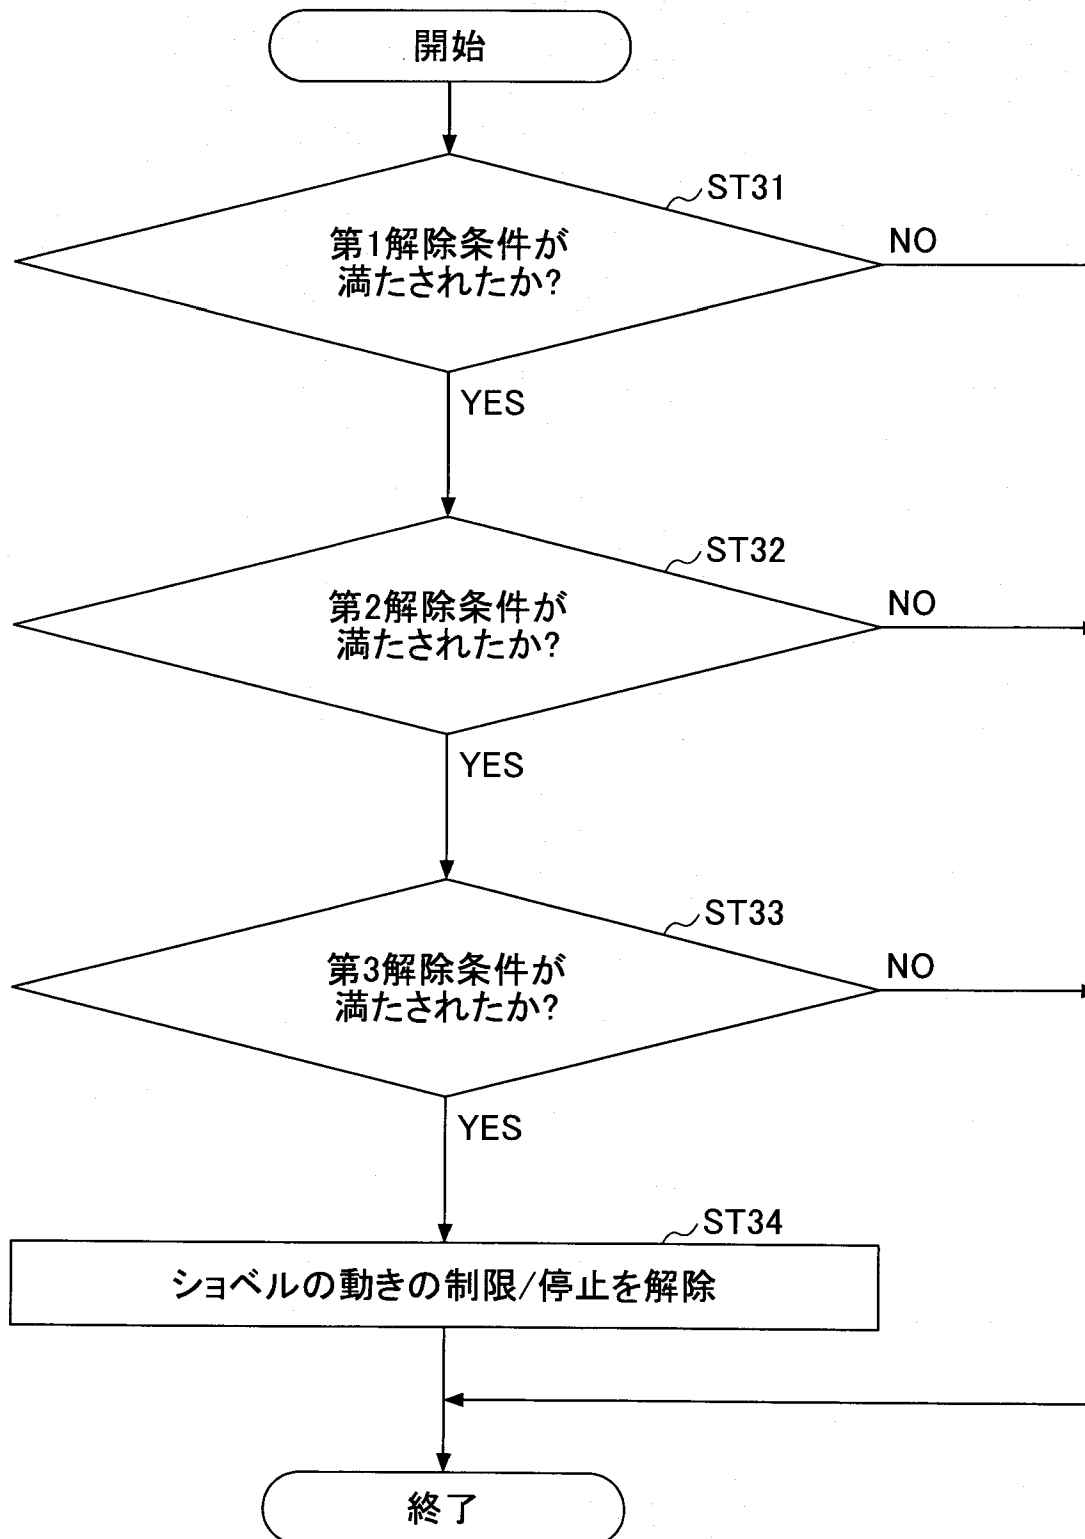 開始
ST31
第1解除条件が
満たされたか?
NO
YES
ST32
第2解除条件が
満たされたか?
NO
YES
ST33
第3解除条件が
満たされたか?
NO
YES
ST34
ショベルの動きの制限/停止を解除
終了